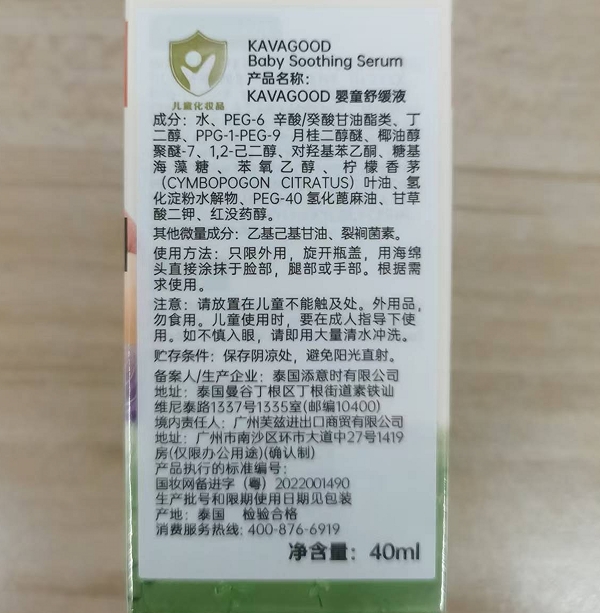 KAVAGOOD
Baby Soothing Serum
产品名称：
KAVAGOOD 婴童舒缓液
儿童化妆品
成分：水、PEG-6 辛酸/癸酸甘油酯类、丁
二醇、PPG-1-PEG-9 月桂二醇醚、椰油醇
聚醚-7、1,2-己二醇、对羟基苯乙酮、糖基
海藻糖、苯氧乙醇、柠檬香茅
（CYMBOPOGON CITRATUS）叶油、氢
化淀粉水解物、PEG-40 氢化蓖麻油、甘草
酸二钾、红没药醇。
其他微量成分：乙基己基甘油、裂裥菌素。
使用方法：只限外用，旋开瓶盖，用海绵
头直接涂抹于脸部，腿部或手部。根据需
求使用。
注意：请放置在儿童不能触及处。外用品，
勿食用。儿童使用时，要在成人指导下使
用。如不慎入眼，请即用大量清水冲洗。
贮存条件：保存阴凉处，避免阳光直射。
备案人/生产企业：泰国添意时有限公司
地址：泰国曼谷丁根区丁根街道素铁汕
维尼泰路1337号1335室(邮编10400)
境内责任人：广州芙兹进出口商贸有限公司
地址：广州市南沙区环市大道中27号1419
房(仅限办公用途)(确认制)
产品执行的标准编号：
国妆网备进字（粤）2022001490
生产批号和限期使用日期见包装
产地：泰国 检验合格
消费服务热线: 400-876-6919
净含量：40ml